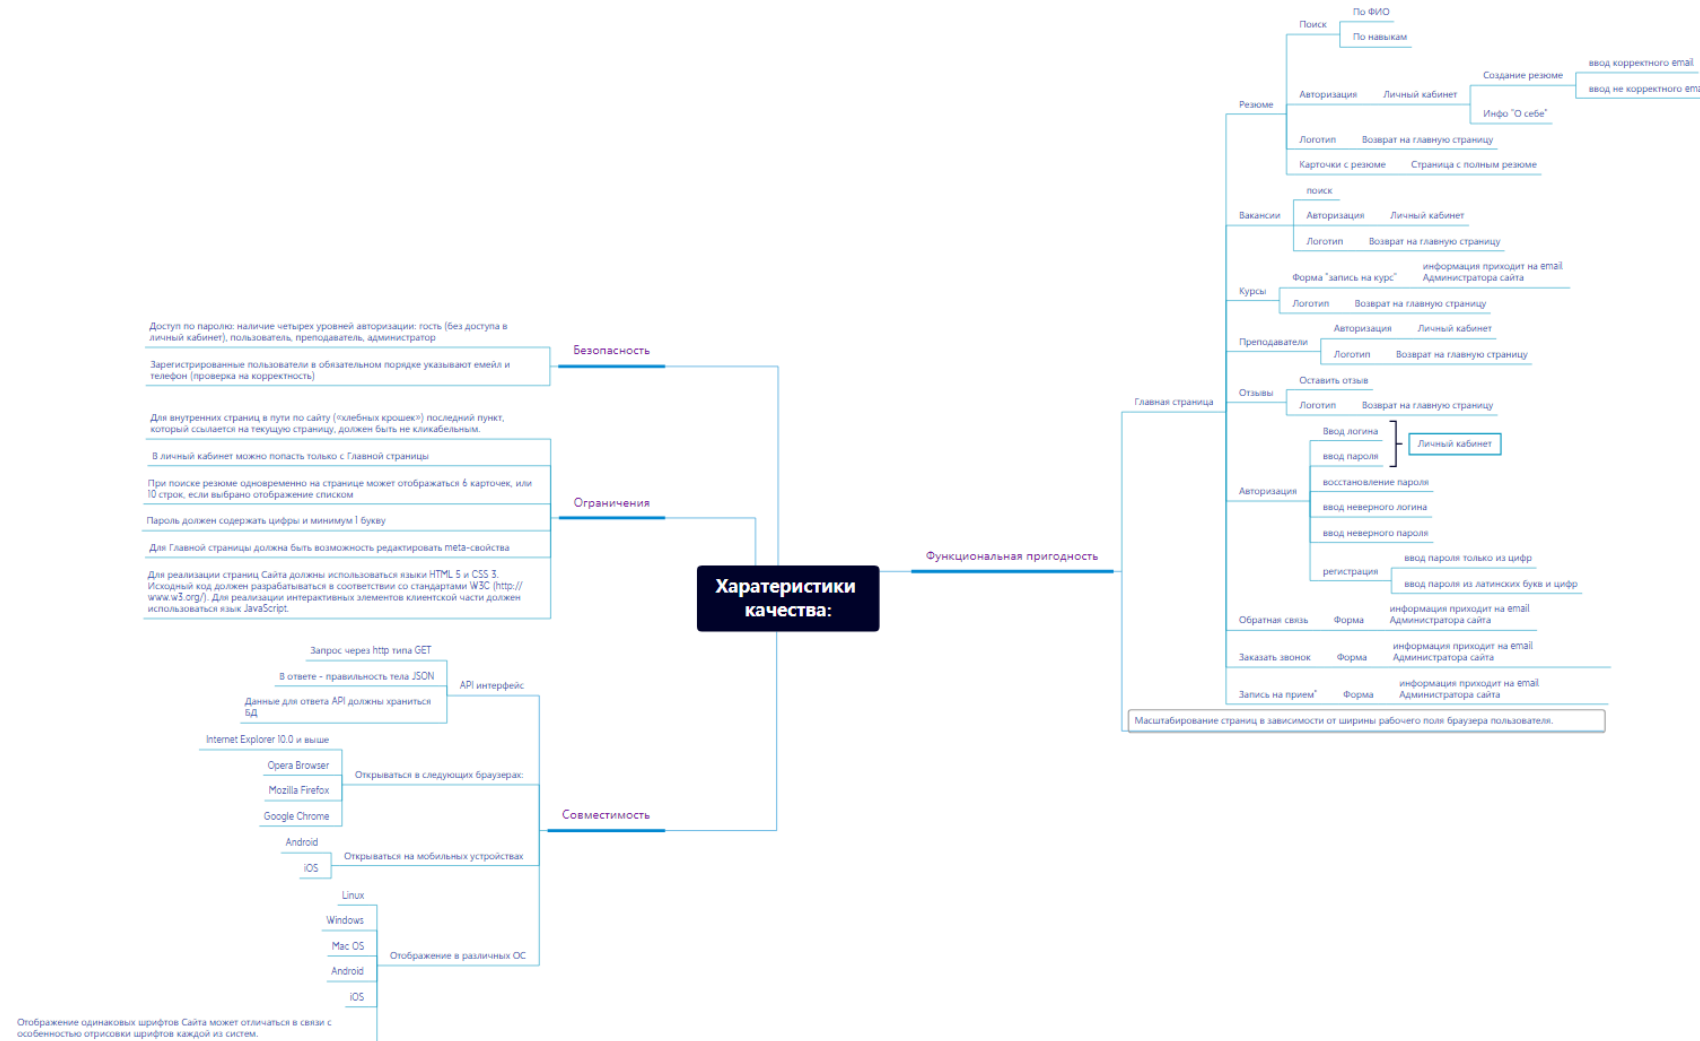 Харатеристики
качества:
Функциональная пригодность
Главная страница
Резюме
Поиск
По ФИО
По навыкам
Авторизация
Личный кабинет
Создание резюме
ввод корректного email
ввод не корректного ema
Инфо "О себе"
Логотип
Возврат на главную страницу
Карточки с резюме
Страница с полным резюме
Вакансии
поиск
Авторизация
Личный кабинет
Логотип
Возврат на главную страницу
Курсы
Форма "запись на курс"
информация приходит на email
Администратора сайта
Логотип
Возврат на главную страницу
Преподаватели
Авторизация
Личный кабинет
Логотип
Возврат на главную страницу
Отзывы
Оставить отзыв
Логотип
Возврат на главную страницу
Авторизация
Ввод логина
ввод пароля
Личный кабинет
восстановление пароля
ввод неверного логина
ввод неверного пароля
регистрация
ввод пароля только из цифр
ввод пароля из латинских букв и цифр
Обратная связь
Форма
информация приходит на email
Администратора сайта
Заказать звонок
Форма
информация приходит на email
Администратора сайта
Запись на прием"
Форма
информация приходит на email
Администратора сайта
Масштабирование страниц в зависимости от ширины рабочего поля браузера пользователя.
Безопасность
Доступ по паролю: наличие четырех уровней авторизации: гость (без доступа в
личный кабинет), пользователь, преподаватель, администратор
Зарегистрированные пользователи в обязательном порядке указывают емейл и
телефон (проверка на корректность)
Ограничения
Для внутренних страниц в пути по сайту («хлебных крошек») последний пункт,
который ссылается на текущую страницу, должен быть не кликабельным.
В личный кабинет можно попасть только с Главной страницы
При поиске резюме одновременно на странице может отображаться 6 карточек, или
10 строк, если выбрано отображение списком
Пароль должен содержать цифры и минимум 1 букву
Для Главной страницы должна быть возможность редактировать meta-свойства
Для реализации страниц Сайта должны использоваться языки HTML 5 и CSS 3.
Исходный код должен разрабатываться в соответствии со стандартами W3C (http://
www.w3.org/). Для реализации интерактивных элементов клиентской части должен
использоваться язык JavaScript.
Совместимость
API интерфейс
Запрос через http типа GET
В ответе - правильность тела JSON
Данные для ответа API должны храниться
БД
Открываться в следующих браузерах:
Internet Explorer 10.0 и выше
Opera Browser
Mozilla Firefox
Google Chrome
Открываться на мобильных устройствах
Android
iOS
Отображение в различных ОС
Linux
Windows
Mac OS
Android
iOS
Отображение одинаковых шрифтов Сайта может отличаться в связи с
особенностью отрисовки шрифтов каждой из систем.